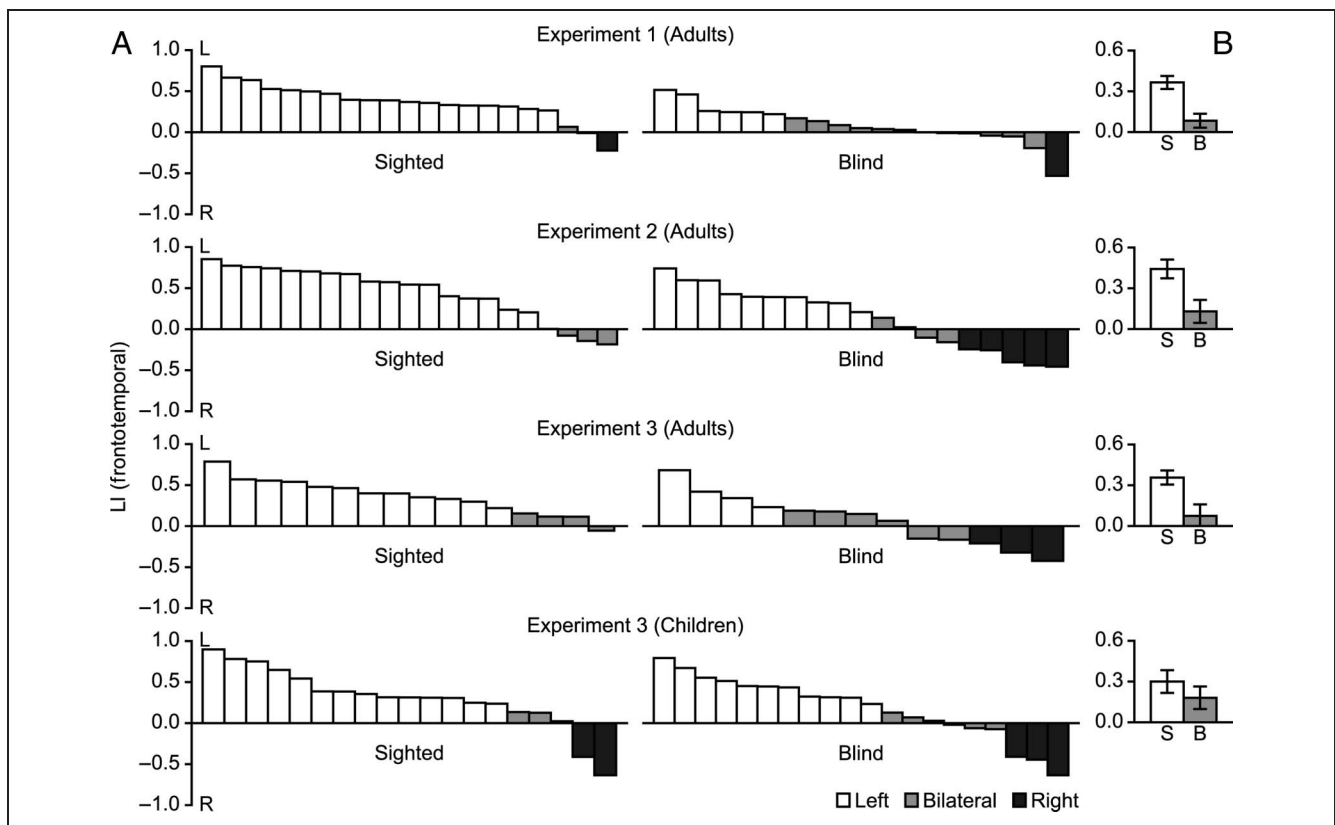 A
Experiment 1 (Adults)
B
1.0
L
0.6
0.5
0.3
0.0
0.0
Sighted
Blind
S
B
–0.5
–1.0
R
Experiment 2 (Adults)
1.0
L
0.6
0.5
0.3
0.0
0.0
Sighted
Blind
S
B
–0.5
–1.0
R
LI (frontotemporal)
Experiment 3 (Adults)
1.0
L
0.6
0.5
0.3
0.0
0.0
Sighted
Blind
S
B
–0.5
–1.0
R
Experiment 3 (Children)
1.0
L
0.6
0.5
0.3
0.0
0.0
Sighted
Blind
S
B
–0.5
–1.0
R
Left
Bilateral
Right